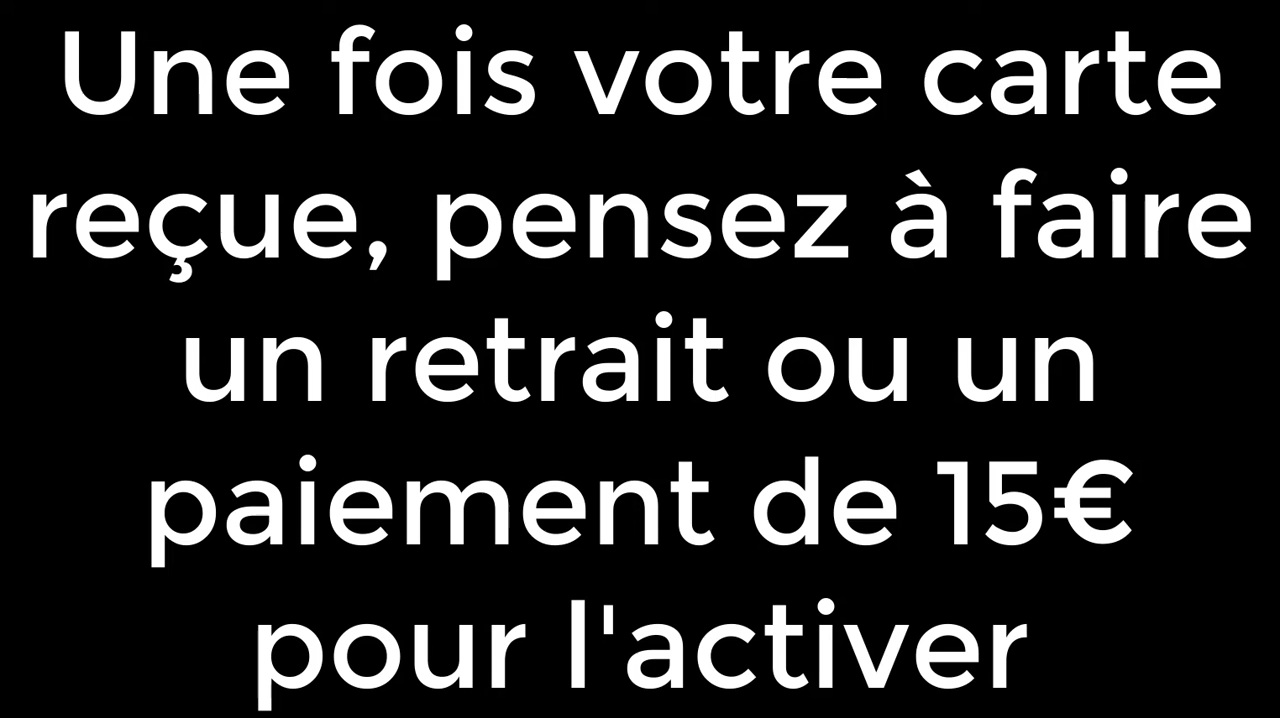 Une fois votre carte
reçue, pensez à faire
un retrait ou un
paiement de 15€
pour l'activer